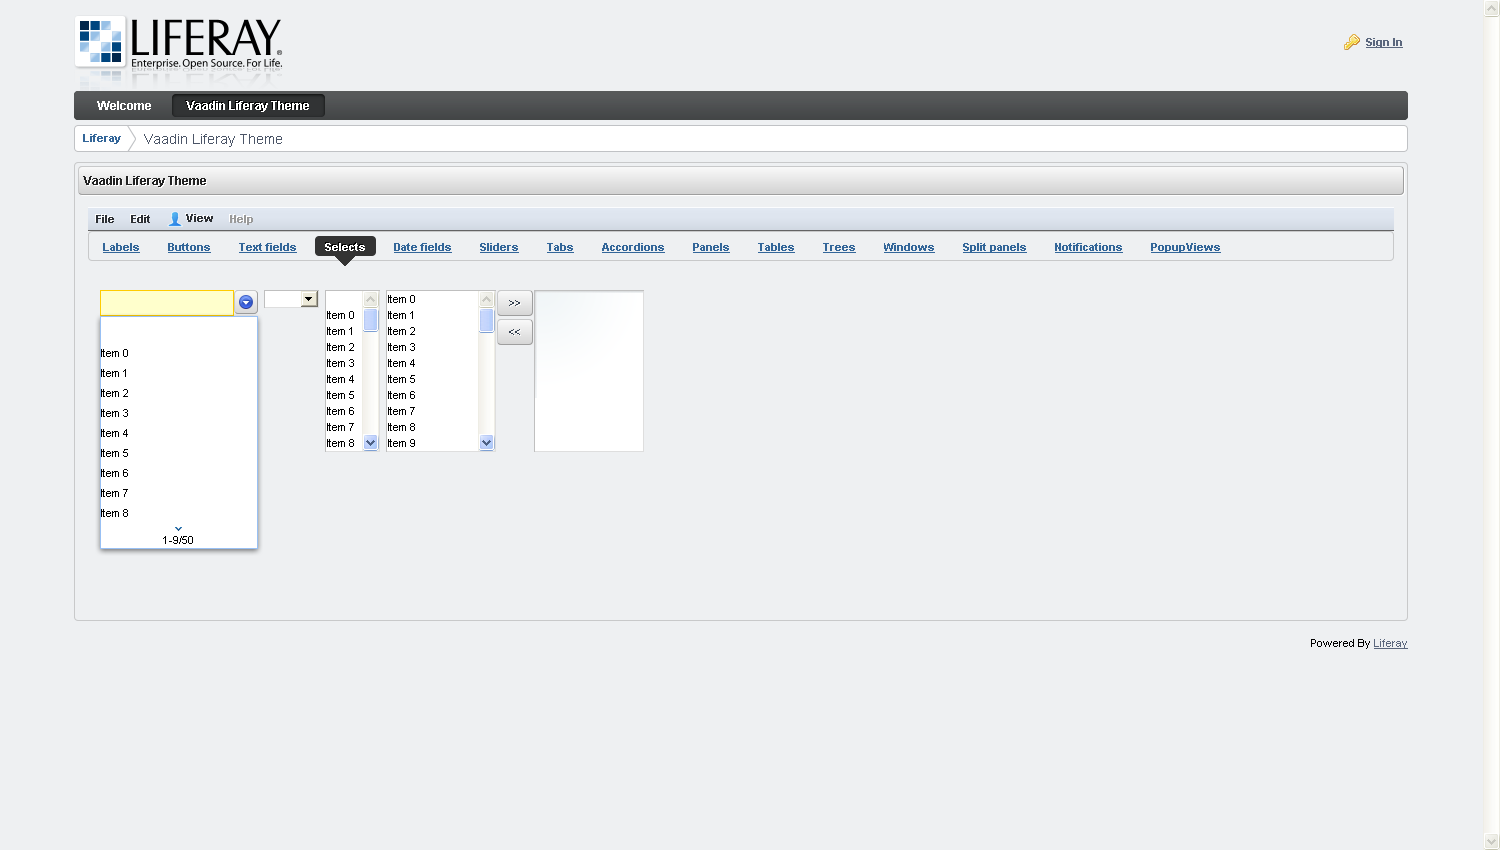 LIFERAY.
Enterprise. Open Source. For Life.
Sign In
Welcome Vaadin Liferay Theme
Liferay Vaadin Liferay Theme
Vaadin Liferay Theme
File Edit View Help
Labels Buttons Text fields Selects Date fields Sliders Tabs Accordions Panels Tables Trees Windows Split panels Notifications PopupViews
Item 0
Item 1
Item 2
Item 3
Item 4
Item 5
Item 6
Item 7
Item 8
1-9/50
Item 0
Item 1
Item 2
Item 3
Item 4
Item 5
Item 6
Item 7
Item 8
Item 0
Item 1
Item 2
Item 3
Item 4
Item 5
Item 6
Item 7
Item 8
Item 9
>>
<<
Powered By Liferay